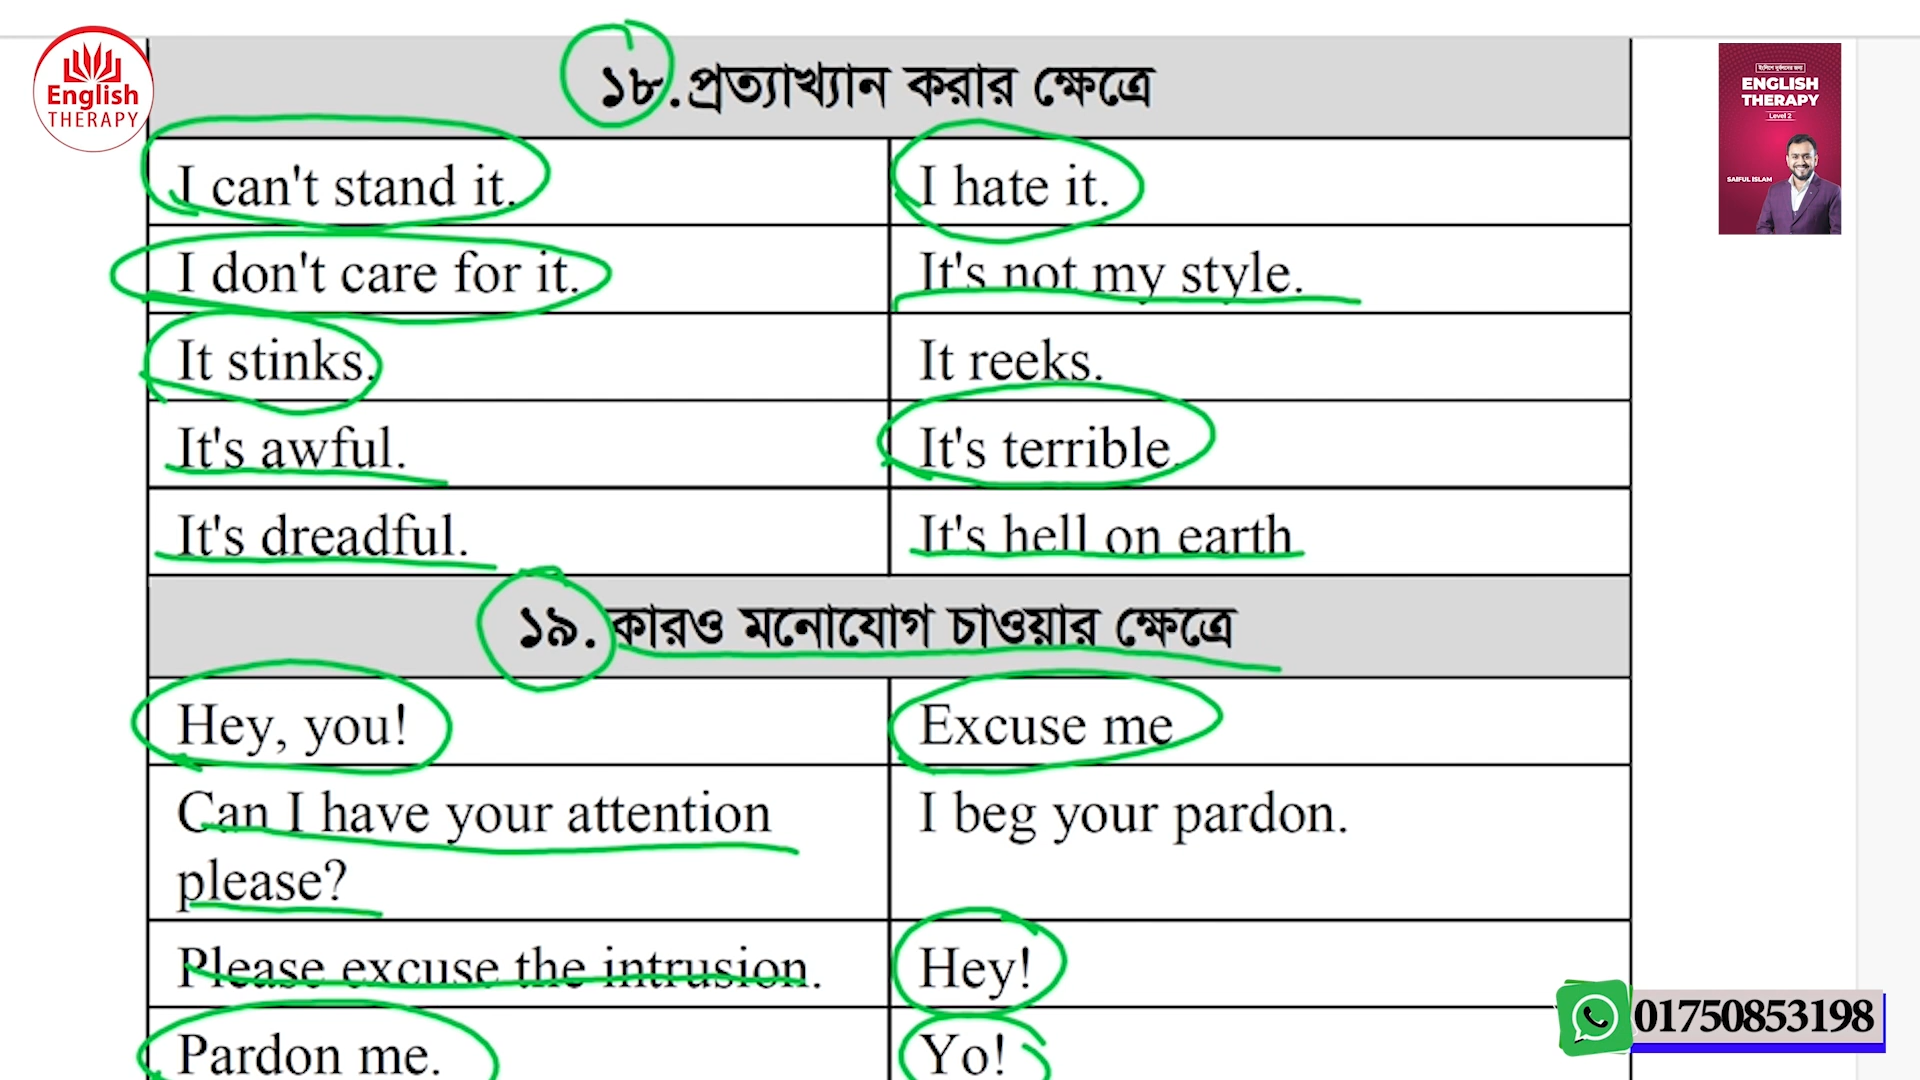 English
THERAPY
১৮.প্রত্যাখ্যান করার ক্ষেত্রে
I can't stand it.
I hate it.
I don't care for it.
It's not my style.
It stinks.
It reeks.
It's awful.
It's terrible.
It's dreadful.
It's hell on earth
১৯. কারও মনোযোগ চাওয়ার ক্ষেত্রে
Hey, you!
Excuse me
Can I have your attention
please?
I beg your pardon.
Please excuse the intrusion.
Hey!
Pardon me.
Yo!
ENGLISH
THERAPY
Level 2
SAIFUL ISLAM
01750853198